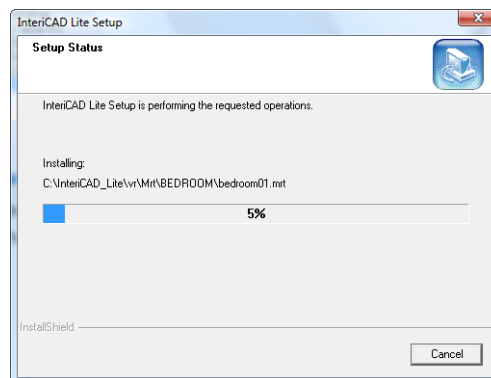 InteriCAD Lite Setup
Setup Status
InteriCAD Lite Setup is performing the requested operations.
Installing:
C:\InteriCAD_Lite\vr\Mrt\BEDROOM\bedroom01.mrt
5%
InstallShield
Cancel